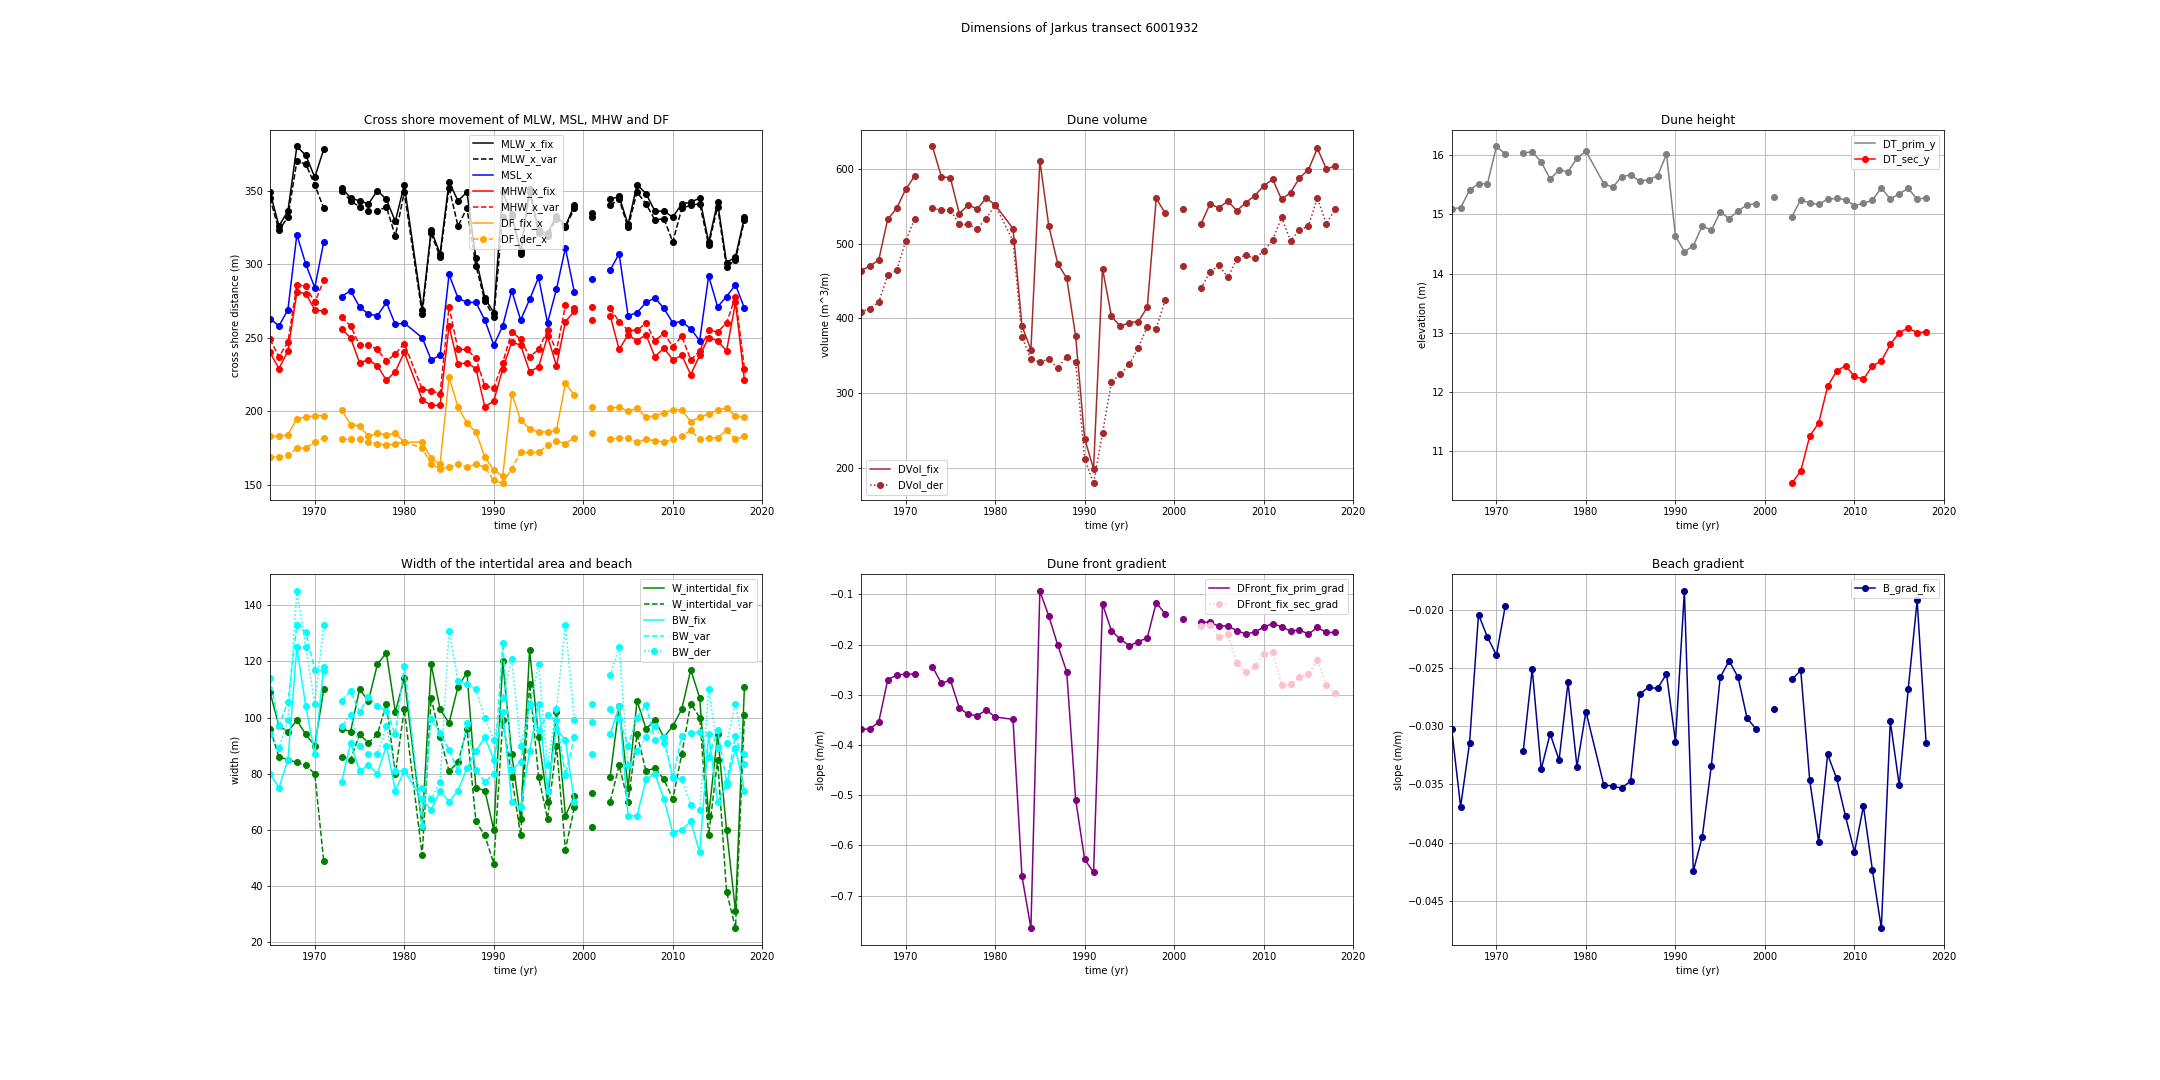 Dimensions of Jarkus transect 6001932
Cross shore movement of MLW, MSL, MHW and DF
cross shore distance (m)
350
300
250
200
150
MLW_x_fix
MLW_x_var
MSL_x
MHW_x_fix
MHW_x_var
DF_fix_x
DF_der_x
1970 1980 1990 2000 2010 2020
time (yr)
Dune volume
volume (m^3/m)
600
500
400
300
200
DVol_fix
DVol_der
1970 1980 1990 2000 2010 2020
time (yr)
Dune height
elevation (m)
16
15
14
13
12
11
DT_prim_y
DT_sec_y
1970 1980 1990 2000 2010 2020
time (yr)
Width of the intertidal area and beach
width (m)
140
120
100
80
60
40
20
W_intertidal_fix
W_intertidal_var
BW_fix
BW_var
BW_der
1970 1980 1990 2000 2010 2020
time (yr)
Dune front gradient
slope (m/m)
−0.1
−0.2
−0.3
−0.4
−0.5
−0.6
−0.7
DFront_fix_prim_grad
DFront_fix_sec_grad
1970 1980 1990 2000 2010 2020
time (yr)
Beach gradient
slope (m/m)
−0.020
−0.025
−0.030
−0.035
−0.040
−0.045
B_grad_fix
1970 1980 1990 2000 2010 2020
time (yr)